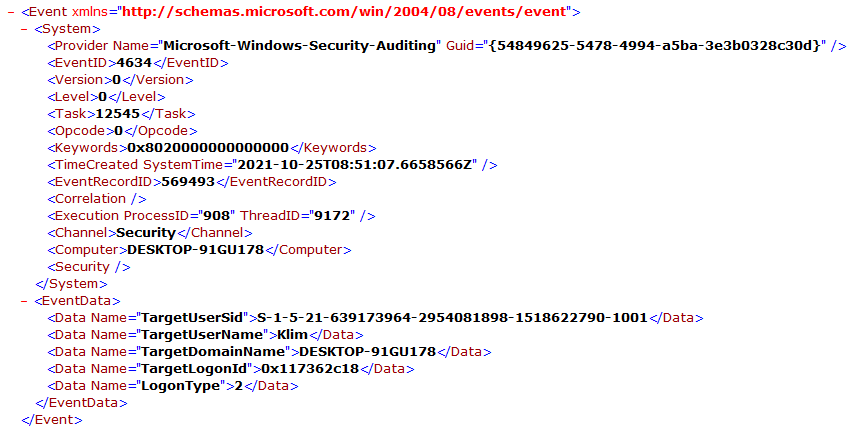 – <Event xmlns="http://schemas.microsoft.com/win/2004/08/events/event">
– <System>
<Provider Name="Microsoft-Windows-Security-Auditing" Guid="{54849625-5478-4994-a5ba-3e3b0328c30d}" />
<EventID>4634</EventID>
<Version>0</Version>
<Level>0</Level>
<Task>12545</Task>
<Opcode>0</Opcode>
<Keywords>0x8020000000000000</Keywords>
<TimeCreated SystemTime="2021-10-25T08:51:07.6658566Z" />
<EventRecordID>569493</EventRecordID>
<Correlation />
<Execution ProcessID="908" ThreadID="9172" />
<Channel>Security</Channel>
<Computer>DESKTOP-91GU178</Computer>
<Security />
</System>
– <EventData>
<Data Name="TargetUserSid">S-1-5-21-639173964-2954081898-1518622790-1001</Data>
<Data Name="TargetUserName">Klim</Data>
<Data Name="TargetDomainName">DESKTOP-91GU178</Data>
<Data Name="TargetLogonId">0x117362c18</Data>
<Data Name="LogonType">2</Data>
</EventData>
</Event>